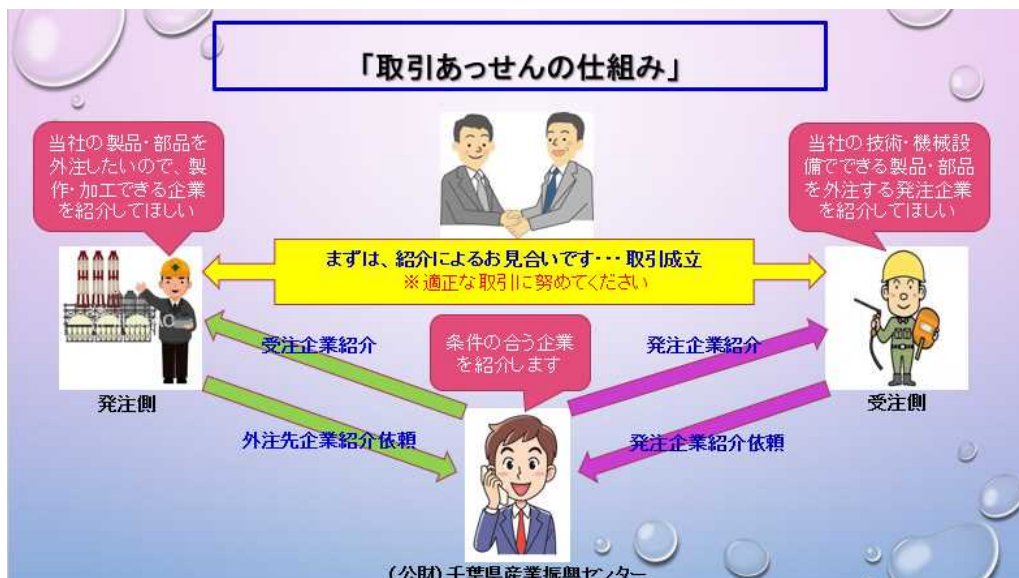 「取引あっせんの仕組み」
当社の製品・部品を
外注したいので、製
作・加工できる企業
を紹介してほしい
当社の技術・機械設
備でできる製品・部品
を外注する発注企業
を紹介してほしい
まずは、紹介によるお見合いです・・・取引成立
※適正な取引に努めてください
受注企業紹介
条件の合う企業
を紹介します
発注企業紹介
発注側
受注側
外注先企業紹介依頼
発注企業紹介依頼
(公財)千葉県産業振興センター